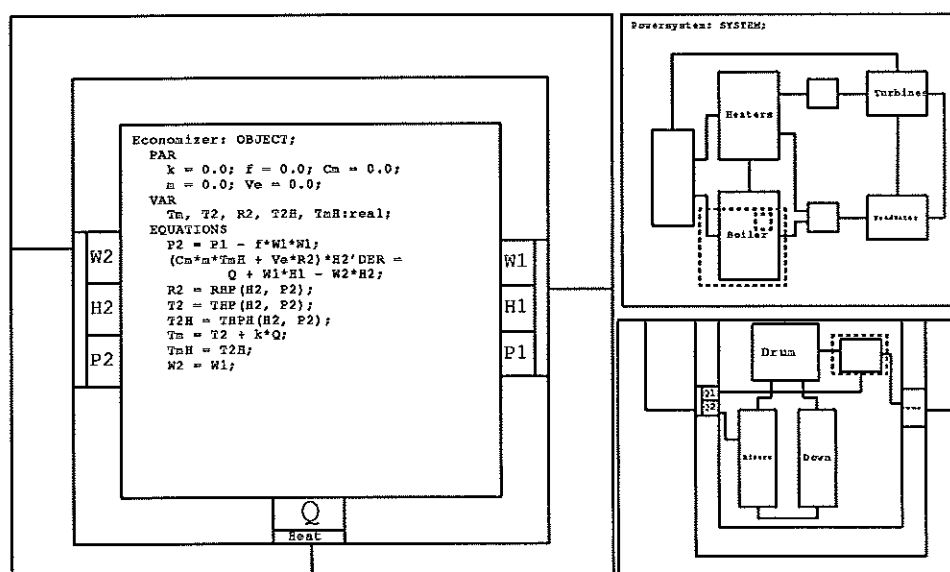 Economizer: OBJECT;
PAR
k = 0.0; f = 0.0; Cm = 0.0;
m = 0.0; Ve = 0.0;
VAR
Tm, T2, R2, T2H, TmH:real;
EQUATIONS
P2 = P1 - f*W1*W1;
(Cm*m*TmH + Ve*R2)*H2'DER =
Q + W1*H1 - W2*H2;
R2 = RHP(H2, P2);
T2 = THP(H2, P2);
T2H = THPH(H2, P2);
Tm = T2 + k*Q;
TmH = T2H;
W2 = W1;
W2
H2
P2
W1
H1
P1
Q
Heat
Powersystem: SYSTEM;
Heaters
Turbines
Boiler
Feedwater
Drum
Q1
Q2
Risers
Down